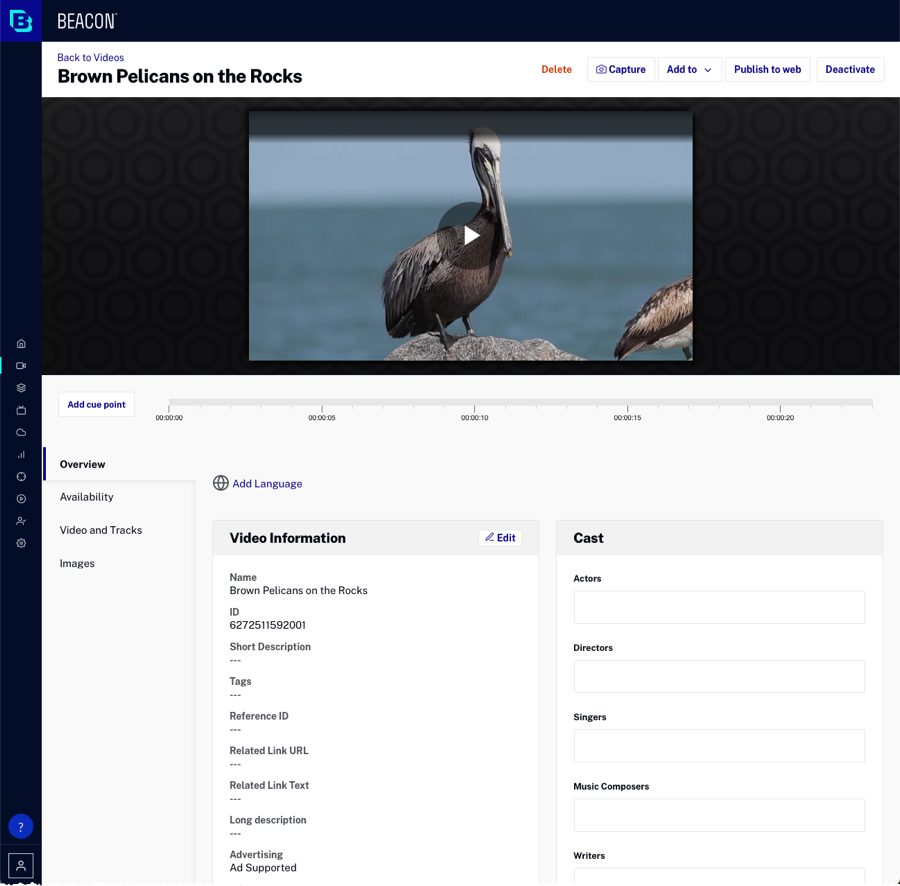 BEACON
Back to Videos
Brown Pelicans on the Rocks
Delete
Capture
Add to
Publish to web
Deactivate
Add cue point
00:00:00
00:00:05
00:00:10
00:00:15
00:00:20
Overview
Availability
Video and Tracks
Images
Add Language
Video Information
Edit
Name
Brown Pelicans on the Rocks
ID
6272511592001
Short Description
---
Tags
---
Reference ID
---
Related Link URL
---
Related Link Text
---
Long description
---
Advertising
Ad Supported
Cast
Actors
Directors
Singers
Music Composers
Writers
?